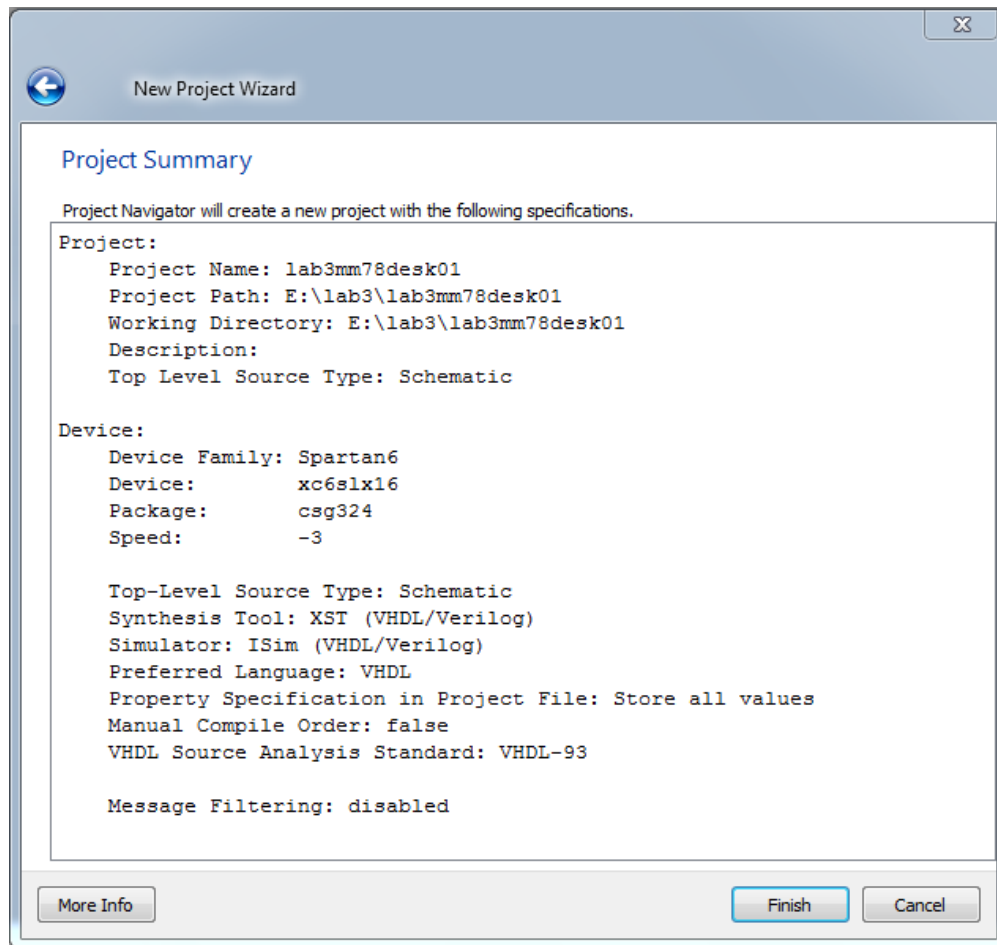 New Project Wizard
Project Summary
Project Navigator will create a new project with the following specifications.
Project:
Project Name: lab3mm78desk01
Project Path: E:\lab3\lab3mm78desk01
Working Directory: E:\lab3\lab3mm78desk01
Description:
Top Level Source Type: Schematic
Device:
Device Family: Spartan6
Device: xc6slx16
Package: csg324
Speed: -3
Top-Level Source Type: Schematic
Synthesis Tool: XST (VHDL/Verilog)
Simulator: ISim (VHDL/Verilog)
Preferred Language: VHDL
Property Specification in Project File: Store all values
Manual Compile Order: false
VHDL Source Analysis Standard: VHDL-93
Message Filtering: disabled
More Info Finish Cancel